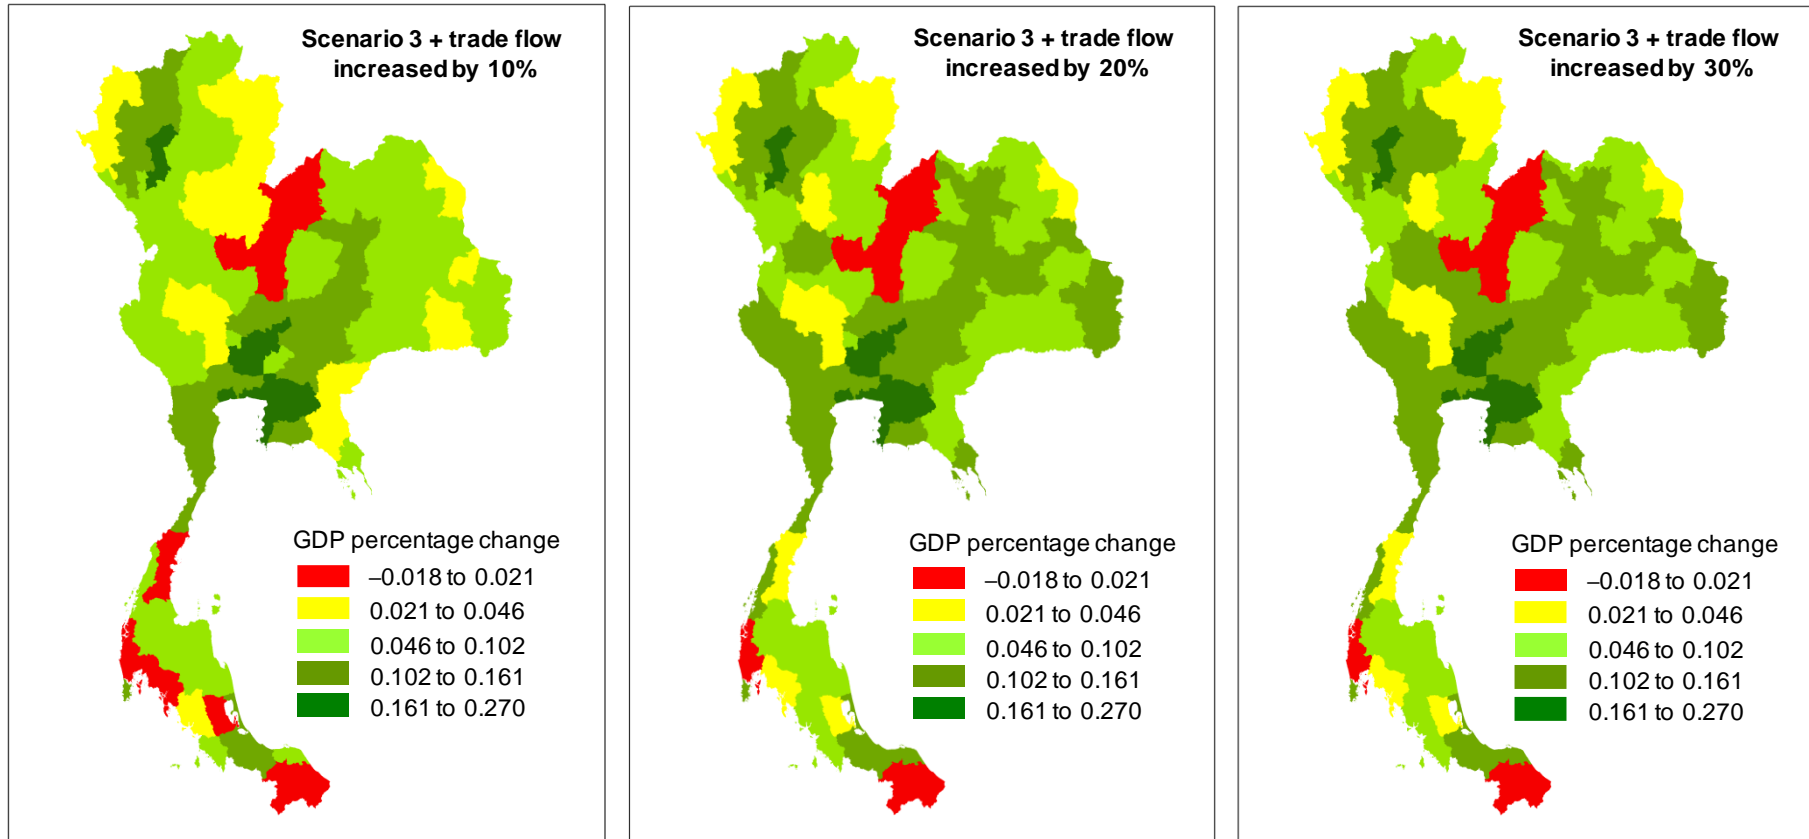 Scenario 3 + trade flow
increased by 10%
GDP percentage change
–0.018 to 0.021
0.021 to 0.046
0.046 to 0.102
0.102 to 0.161
0.161 to 0.270
Scenario 3 + trade flow
increased by 20%
GDP percentage change
–0.018 to 0.021
0.021 to 0.046
0.046 to 0.102
0.102 to 0.161
0.161 to 0.270
Scenario 3 + trade flow
increased by 30%
GDP percentage change
–0.018 to 0.021
0.021 to 0.046
0.046 to 0.102
0.102 to 0.161
0.161 to 0.270